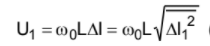 U₁ = ω₀LΔI = ω₀L√ΔI₁² (